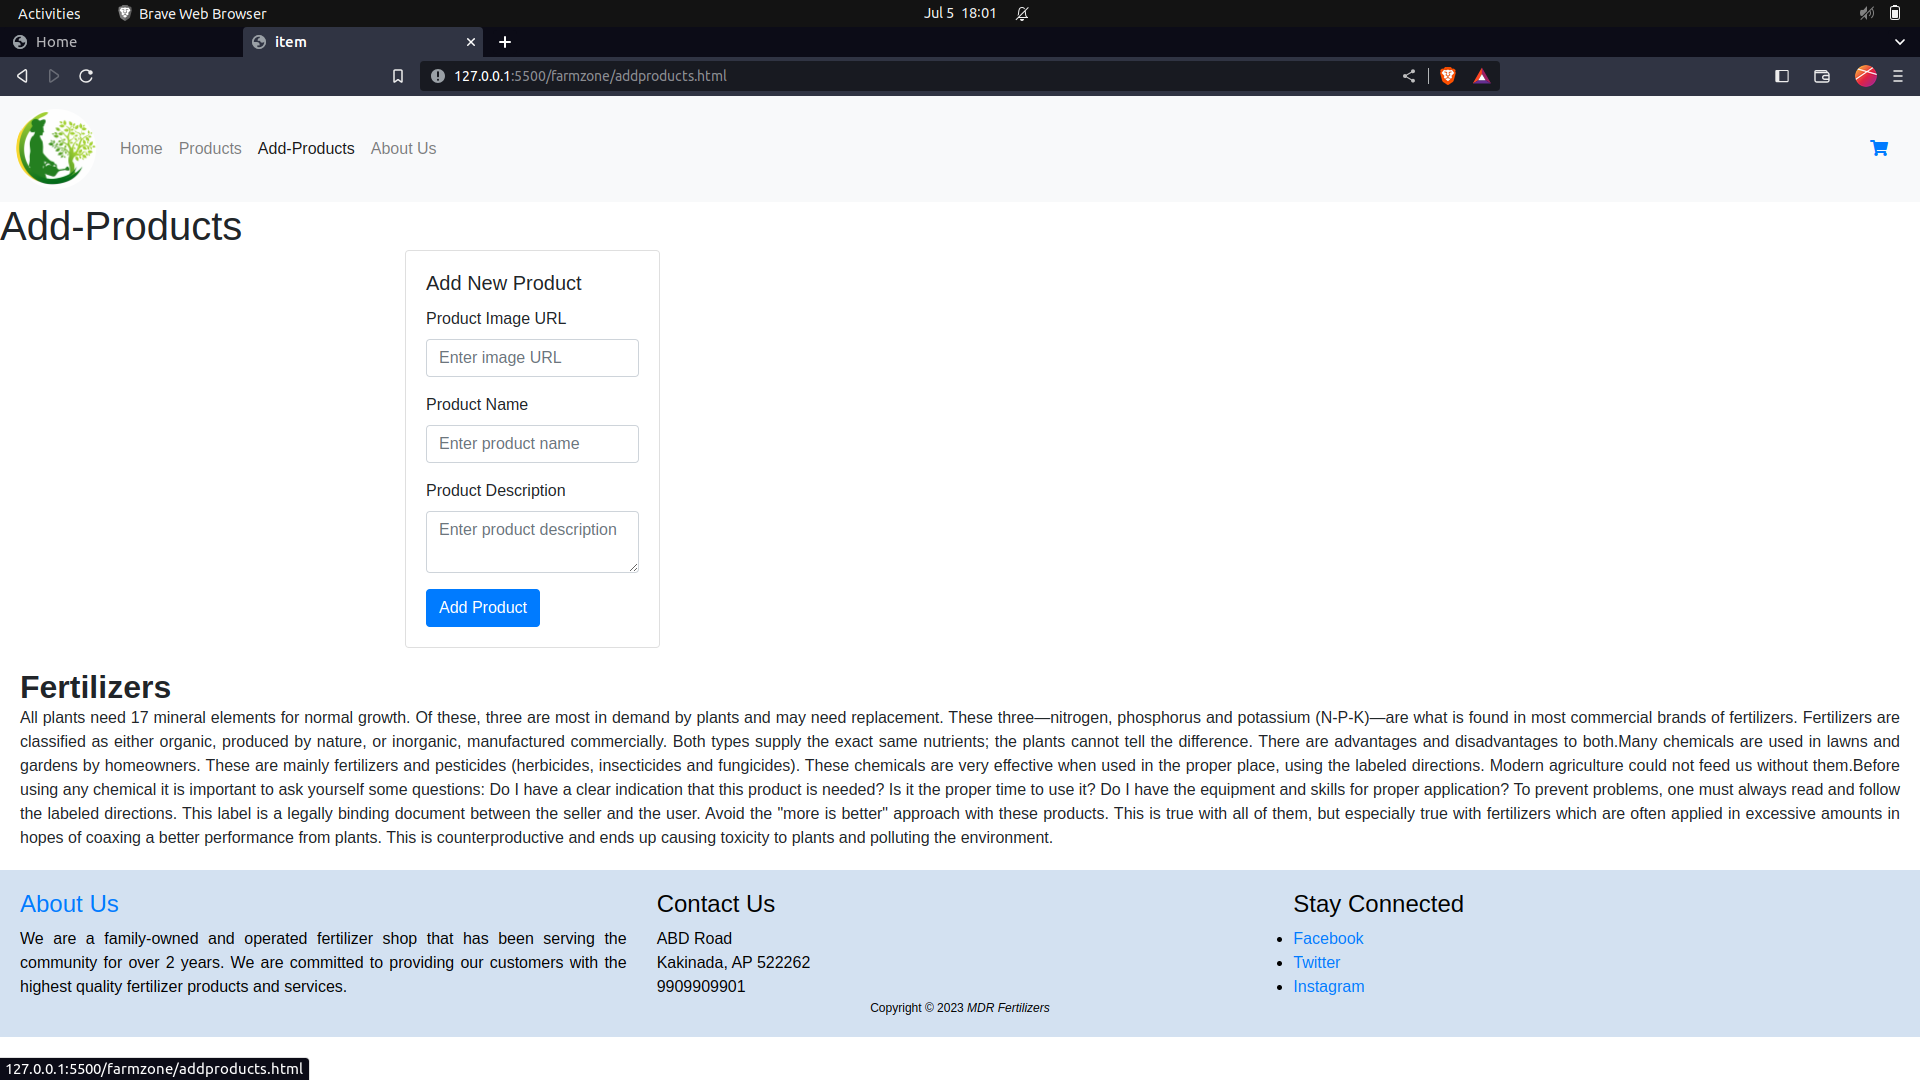 Activities Brave Web Browser Jul 5 18:01
Home item
127.0.0.1:5500/farmzone/addproducts.html
Home Products Add-Products About Us
Add-Products
Add New Product
Product Image URL
Enter image URL
Product Name
Enter product name
Product Description
Enter product description
Add Product
Fertilizers
All plants need 17 mineral elements for normal growth. Of these, three are most in demand by plants and may need replacement. These three—nitrogen, phosphorus and potassium (N-P-K)—are what is found in most commercial brands of fertilizers. Fertilizers are
classified as either organic, produced by nature, or inorganic, manufactured commercially. Both types supply the exact same nutrients; the plants cannot tell the difference. There are advantages and disadvantages to both.Many chemicals are used in lawns and
gardens by homeowners. These are mainly fertilizers and pesticides (herbicides, insecticides and fungicides). These chemicals are very effective when used in the proper place, using the labeled directions. Modern agriculture could not feed us without them.Before
using any chemical it is important to ask yourself some questions: Do I have a clear indication that this product is needed? Is it the proper time to use it? Do I have the equipment and skills for proper application? To prevent problems, one must always read and follow
the labeled directions. This label is a legally binding document between the seller and the user. Avoid the "more is better" approach with these products. This is true with all of them, but especially true with fertilizers which are often applied in excessive amounts in
hopes of coaxing a better performance from plants. This is counterproductive and ends up causing toxicity to plants and polluting the environment.
About Us
We are a family-owned and operated fertilizer shop that has been serving the
community for over 2 years. We are committed to providing our customers with the
highest quality fertilizer products and services.
Contact Us
ABD Road
Kakinada, AP 522262
9909909901
Stay Connected
Facebook
Twitter
Instagram
Copyright © 2023 MDR Fertilizers
127.0.0.1:5500/farmzone/addproducts.html